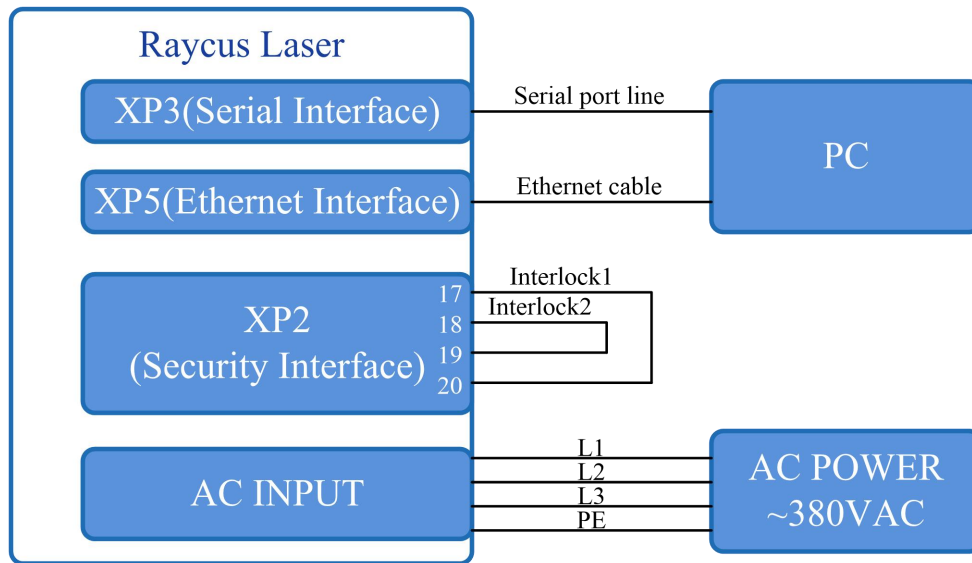 Raycus Laser
XP3(Serial Interface)
Serial port line
PC
XP5(Ethernet Interface)
Ethernet cable
XP2
(Security Interface)
17
18
19
20
Interlock1
Interlock2
AC INPUT
L1
L2
L3
PE
AC POWER
~380VAC